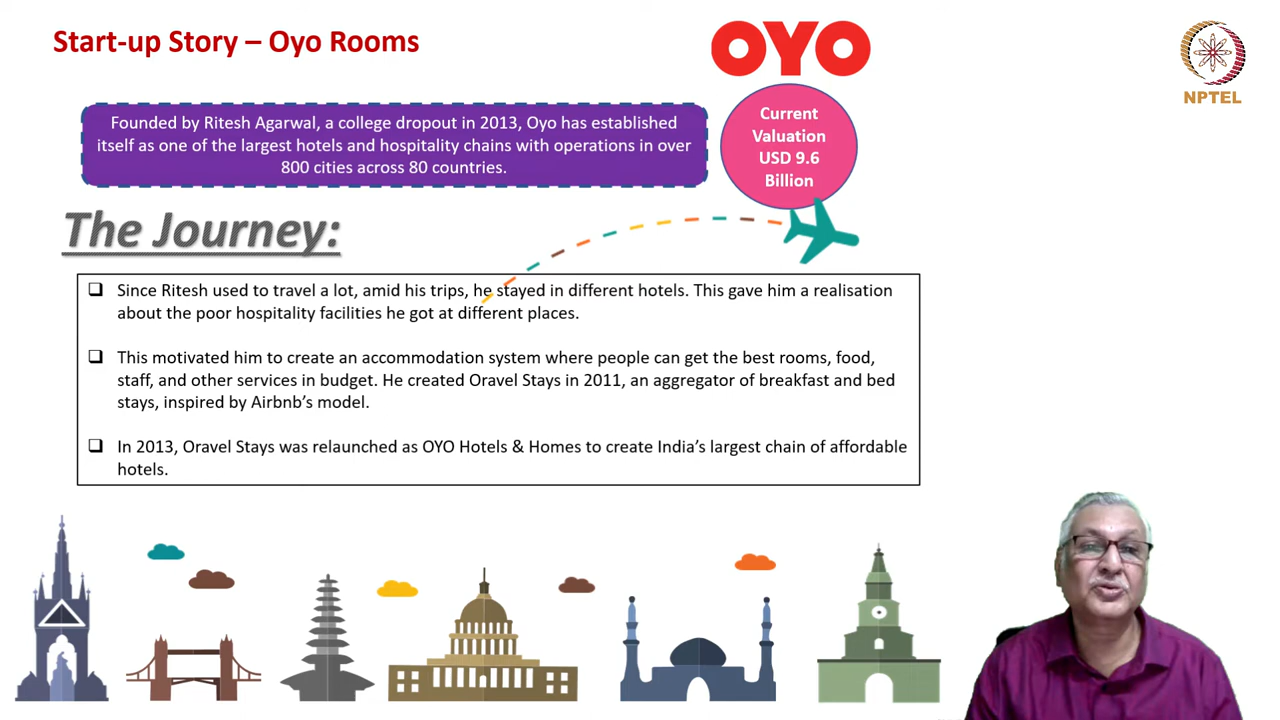 Start-up Story – Oyo Rooms
OYO
NPTEL
Founded by Ritesh Agarwal, a college dropout in 2013, Oyo has established
itself as one of the largest hotels and hospitality chains with operations in over
800 cities across 80 countries.
Current
Valuation
USD 9.6
Billion
The Journey:
❑ Since Ritesh used to travel a lot, amid his trips, he stayed in different hotels. This gave him a realisation
about the poor hospitality facilities he got at different places.
❑ This motivated him to create an accommodation system where people can get the best rooms, food,
staff, and other services in budget. He created Oravel Stays in 2011, an aggregator of breakfast and bed
stays, inspired by Airbnb’s model.
❑ In 2013, Oravel Stays was relaunched as OYO Hotels & Homes to create India’s largest chain of affordable
hotels.